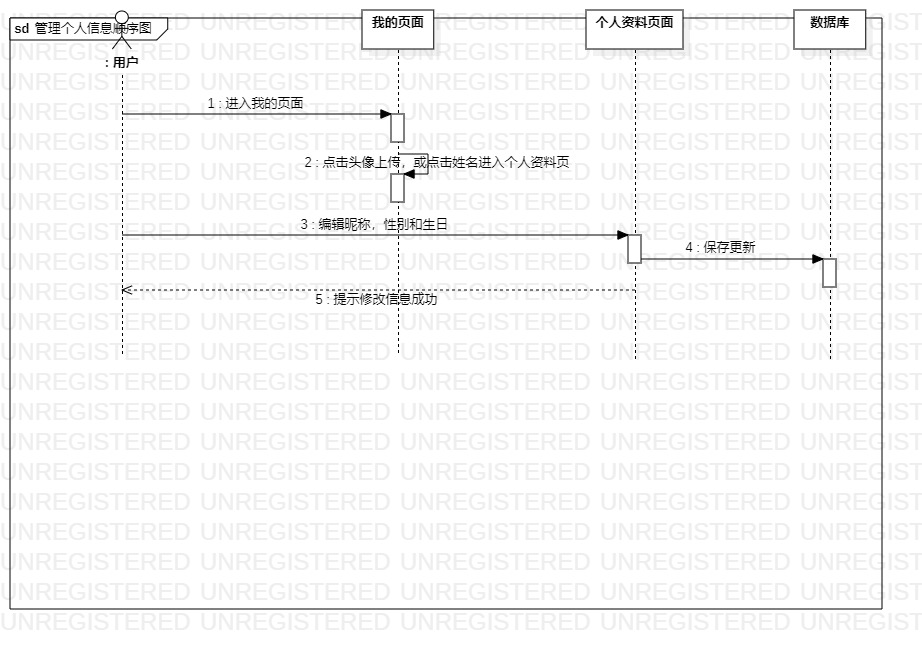 sd 管理个人信息顺序图
: 用户
我的页面
个人资料页面
数据库
1 : 进入我的页面
2 : 点击头像上传，或点击姓名进入个人资料页
3 : 编辑昵称，性别和生日
4 : 保存更新
5 : 提示修改信息成功
UNREGISTERED UNREGISTERED UNREGISTERED UNREGISTERED UNREGIST